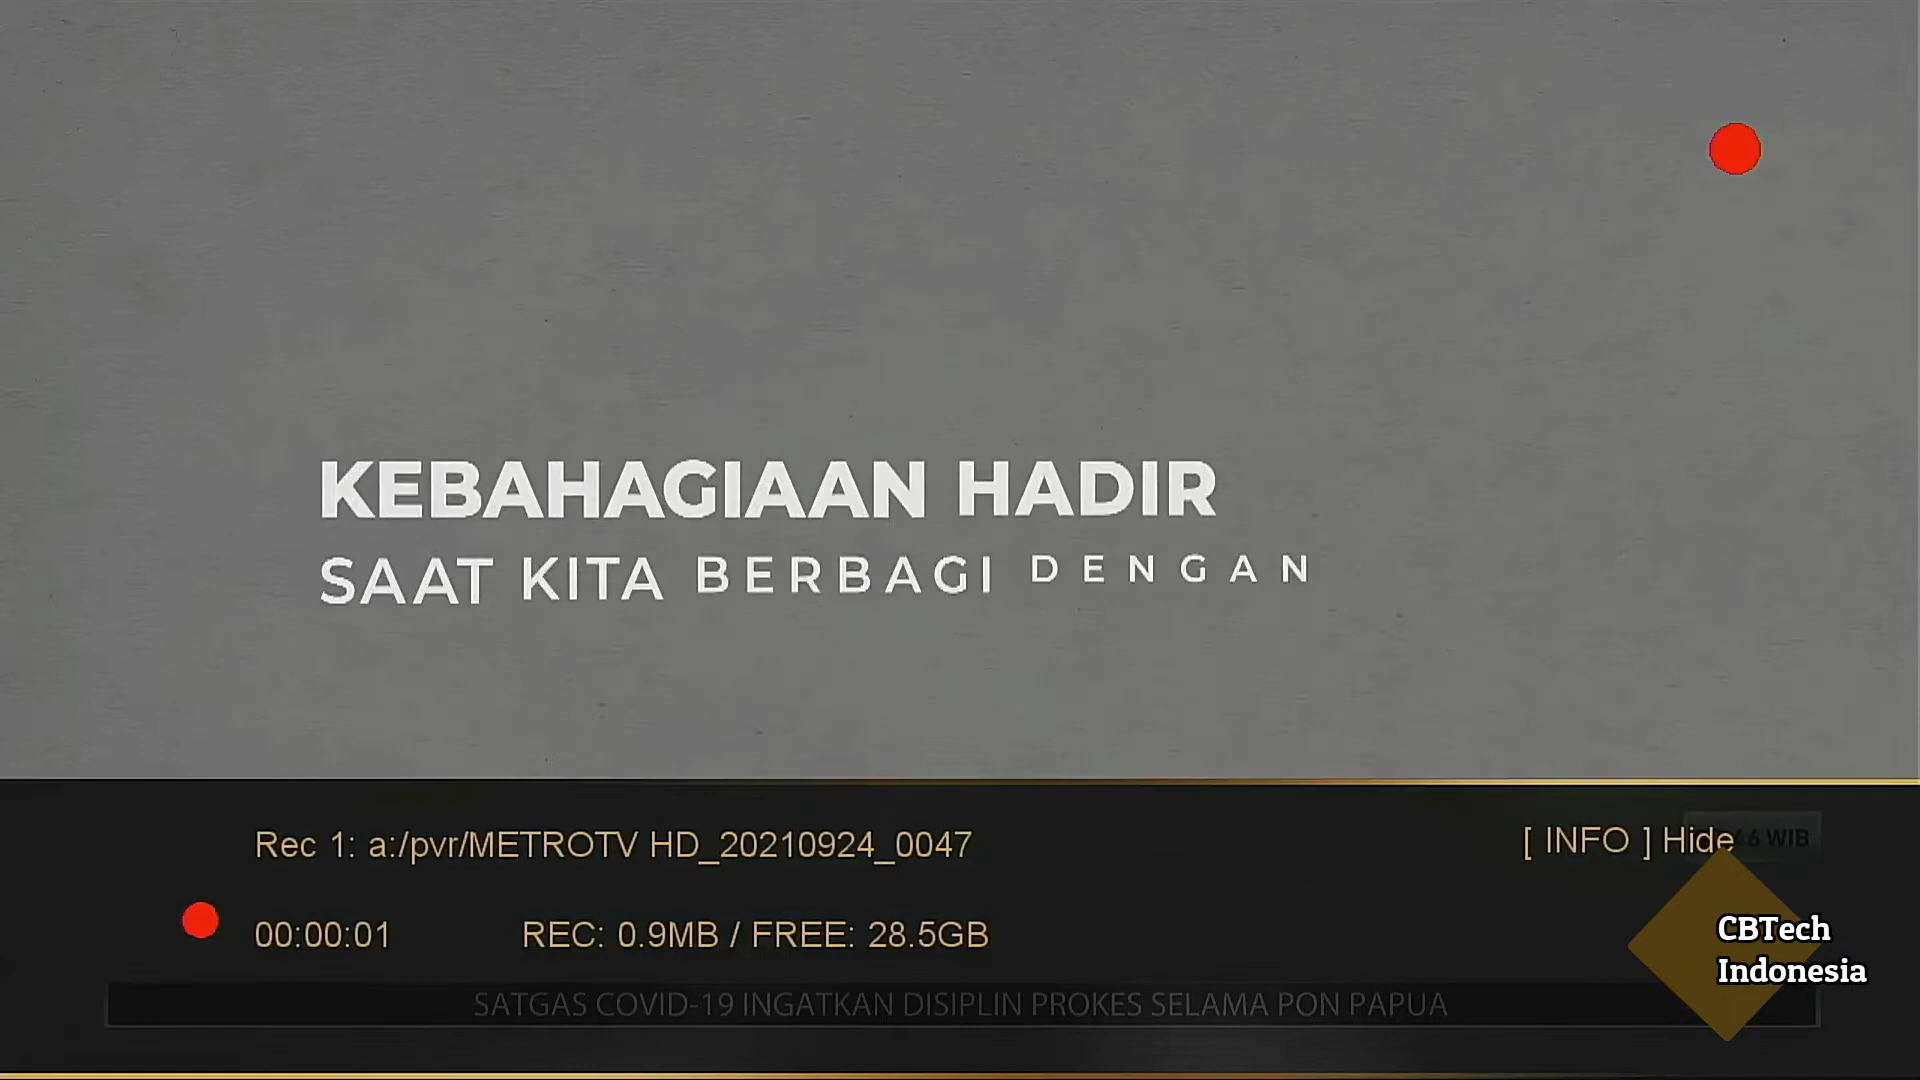 KEBAHAGIAAN HADIR
SAAT KITA BERBAGI DENGAN
Rec 1: a:/pvr/METROTV HD_20210924_0047
[ INFO ] Hide
WIB
00:00:01
REC: 0.9MB / FREE: 28.5GB
CBTech
Indonesia
SATGAS COVID-19 INGATKAN DISIPLIN PROKES SELAMA PON PAPUA